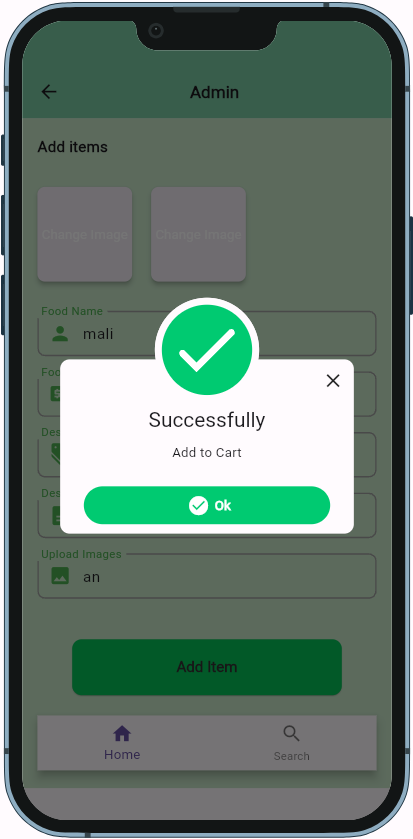 Admin
Add items
Change Image Change Image
Food Name
mali
Foo
Successfully
Des
Add to Cart
Des
Ok
Upload Images
an
Add Item
Home Search